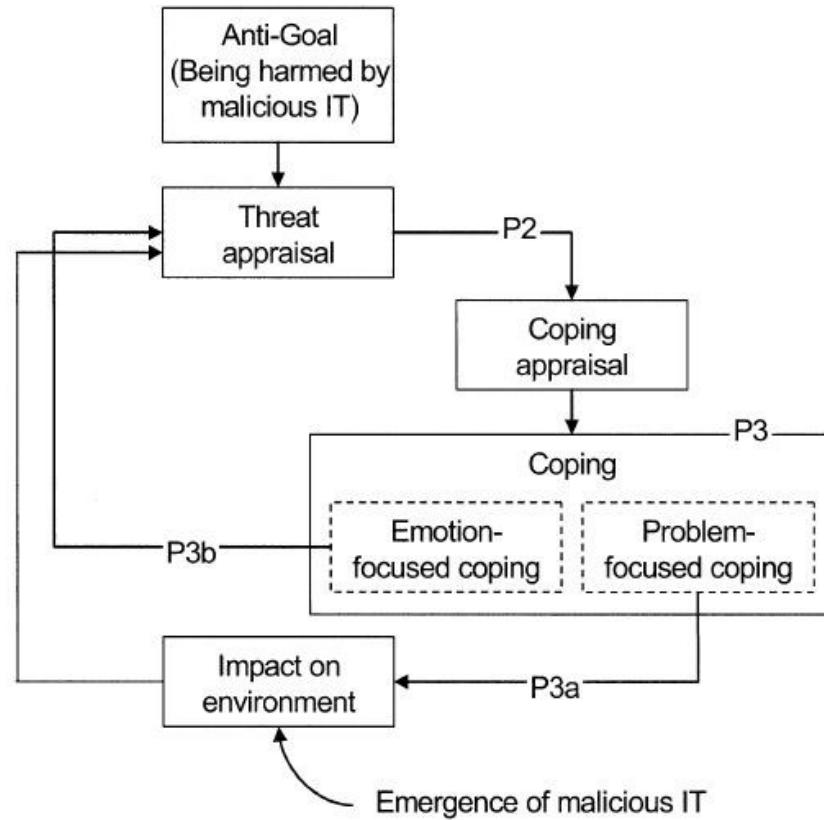 Anti-Goal
(Being harmed by
malicious IT)
Threat
appraisal
P2
Coping
appraisal
P3
Coping
Emotion-
focused coping
Problem-
focused coping
P3b
Impact on
environment
P3a
Emergence of malicious IT